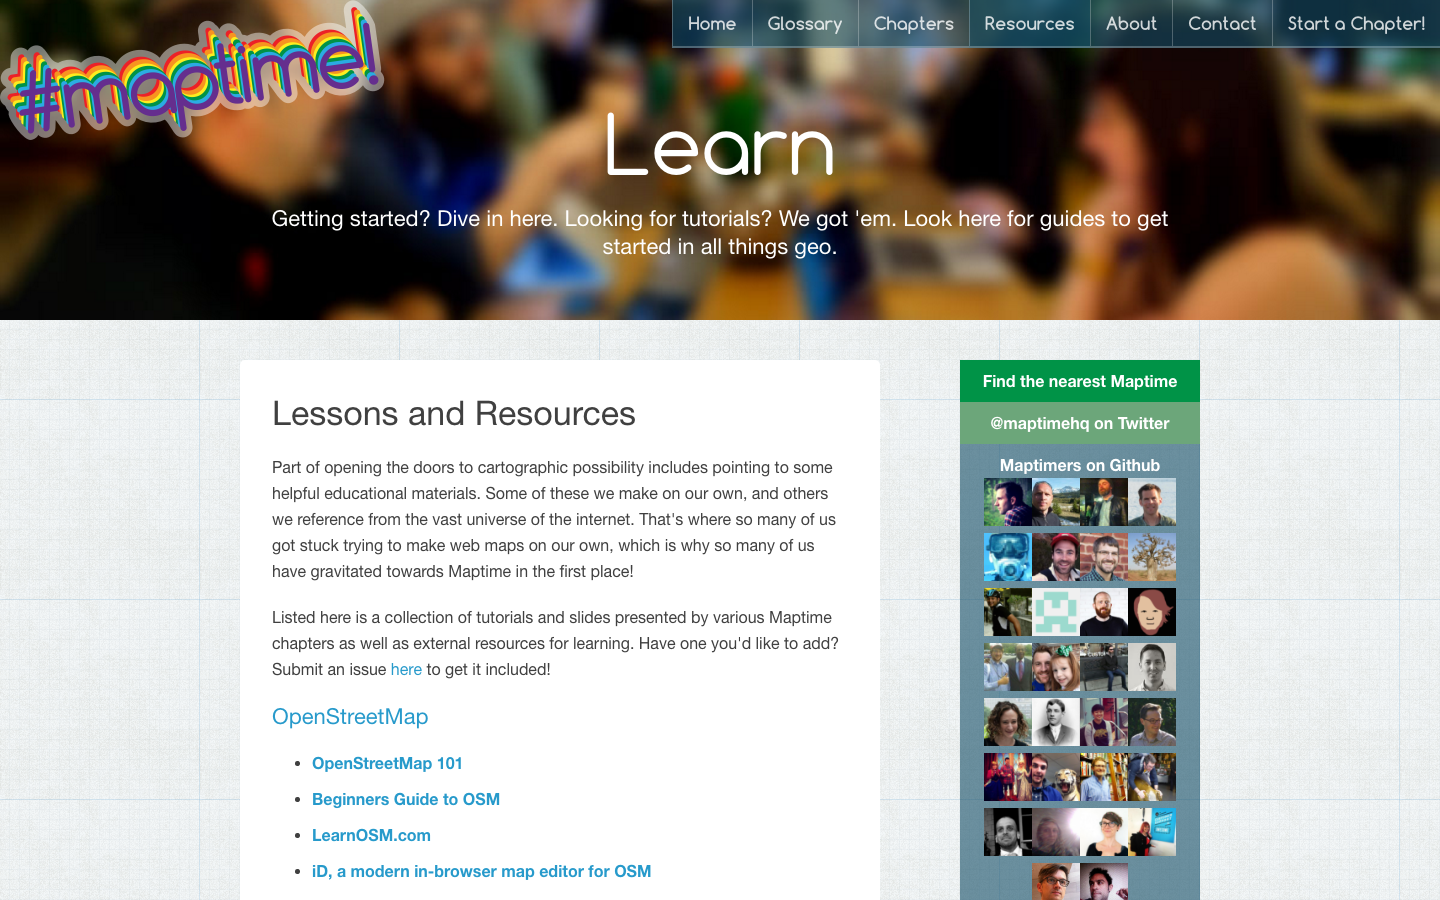 #maptime!
Home
Glossary
Chapters
Resources
About
Contact
Start a Chapter!
Learn
Getting started? Dive in here. Looking for tutorials? We got 'em. Look here for guides to get
started in all things geo.
Lessons and Resources
Part of opening the doors to cartographic possibility includes pointing to some
helpful educational materials. Some of these we make on our own, and others
we reference from the vast universe of the internet. That's where so many of us
got stuck trying to make web maps on our own, which is why so many of us
have gravitated towards Maptime in the first place!
Listed here is a collection of tutorials and slides presented by various Maptime
chapters as well as external resources for learning. Have one you'd like to add?
Submit an issue here to get it included!
OpenStreetMap
OpenStreetMap 101
Beginners Guide to OSM
LearnOSM.com
iD, a modern in-browser map editor for OSM
Find the nearest Maptime
@maptimehq on Twitter
Maptimers on Github